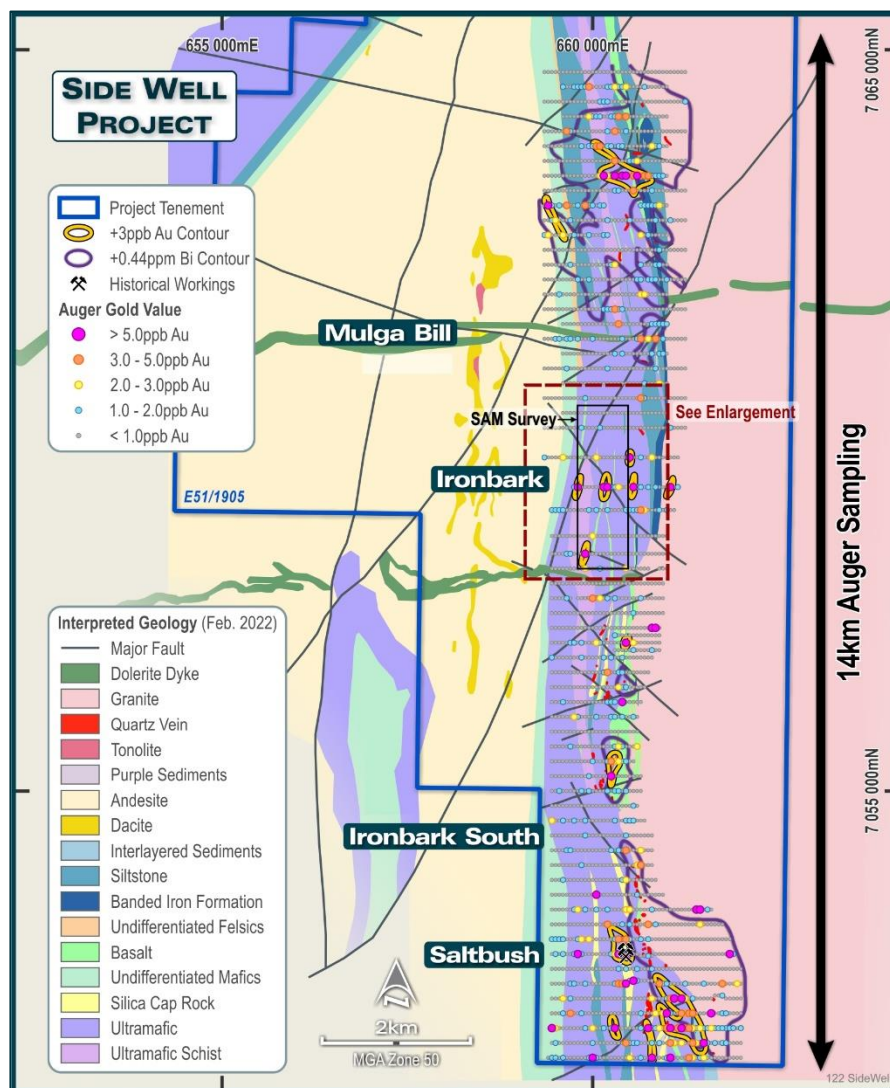 655 000mE
660 000mE
7 065 000mN
SIDE WELL
PROJECT
Project Tenement
+3ppb Au Contour
+0.44ppm Bi Contour
Historical Workings
Auger Gold Value
> 5.0ppb Au
3.0 - 5.0ppb Au
2.0 - 3.0ppb Au
1.0 - 2.0ppb Au
< 1.0ppb Au
Mulga Bill
SAM Survey
See Enlargement
Ironbark
E51/1905
14km Auger Sampling
Interpreted Geology (Feb. 2022)
Major Fault
Dolerite Dyke
Granite
Quartz Vein
Tonolite
Purple Sediments
Andesite
Dacite
Interlayered Sediments
Siltstone
Banded Iron Formation
Undifferentiated Felsics
Basalt
Undifferentiated Mafics
Silica Cap Rock
Ultramafic
Ultramafic Schist
7 055 000mN
Ironbark South
Saltbush
N
2km
MGA Zone 50
122 SideWel